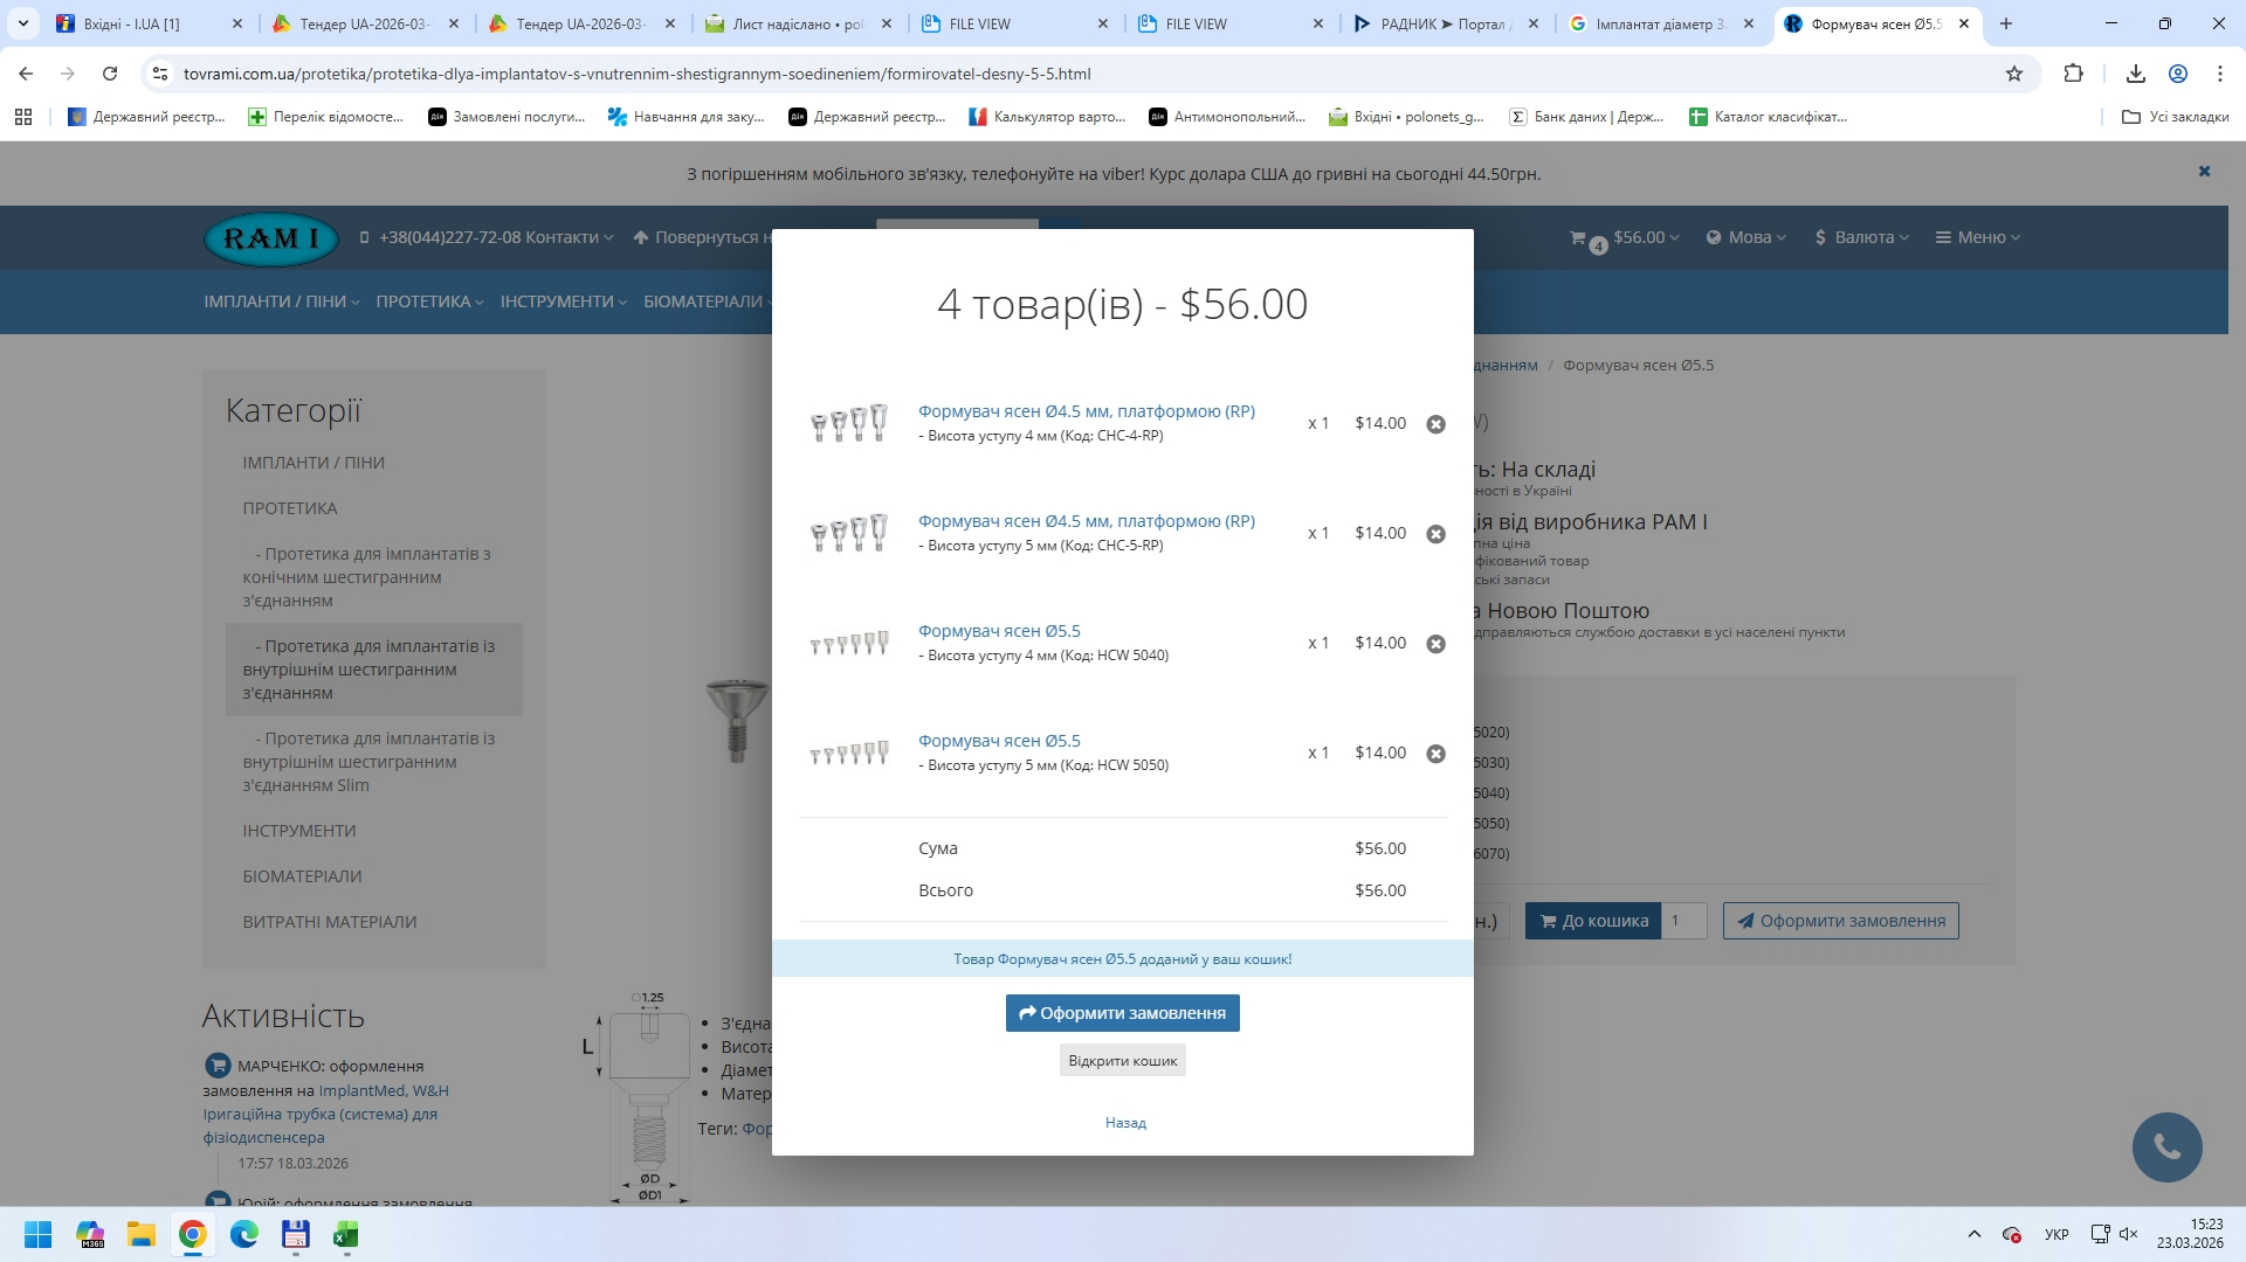 Вхідні - I.UA [1]
Тендер UA-2026-03-
Тендер UA-2026-03-
Лист надіслано • pol
FILE VIEW
FILE VIEW
РАДНИК ➤ Портал
Імплантат діаметр 3.
Формувач ясен Ø5.5
tovrami.com.ua/protetika/protetika-dlya-implantatov-s-vnutrennim-shestigrannym-soedineniem/formirovatel-desny-5-5.html
Державний реєстр...
Перелік відомосте...
Замовлені послуги...
Навчання для заку...
Державний реєстр...
Калькулятор варто...
Антимонопольний...
Вхідні • polonets_g...
Банк даних | Держ...
Каталог класифікат...
Усі закладки
З погіршенням мобільного зв'язку, телефонуйте на viber! Курс долара США до гривні на сьогодні 44.50грн.
RAM I
+38(044)227-72-08 Контакти
Повернуться н
4
$56.00
Мова
$ Валюта
Меню
ІМПЛАНТИ / ПІНИ
ПРОТЕТИКА
ІНСТРУМЕНТИ
БІОМАТЕРІАЛИ
днанням / Формувач ясен Ø5.5
Категорії
ІМПЛАНТИ / ПІНИ
ПРОТЕТИКА
- Протетика для імплантатів з
конічним шестигранним
з'єднанням
- Протетика для імплантатів із
внутрішнім шестигранним
з'єднанням
- Протетика для імплантатів із
внутрішнім шестигранним
з'єднанням Slim
ІНСТРУМЕНТИ
БІОМАТЕРІАЛИ
ВИТРАТНІ МАТЕРІАЛИ
Активність
МАРЧЕНКО: оформлення
замовлення на ImplantMed, W&H
Іригаційна трубка (система) для
фізіодиспенсера
17:57 18.03.2026
Юрій: оформлення замовлення
4 товар(ів) - $56.00
Формувач ясен Ø4.5 мм, платформою (RP)
- Висота уступу 4 мм (Код: CHC-4-RP)
x 1 $14.00
Формувач ясен Ø4.5 мм, платформою (RP)
- Висота уступу 5 мм (Код: CHC-5-RP)
x 1 $14.00
Формувач ясен Ø5.5
- Висота уступу 4 мм (Код: HCW 5040)
x 1 $14.00
Формувач ясен Ø5.5
- Висота уступу 5 мм (Код: HCW 5050)
x 1 $14.00
Сума $56.00
Всього $56.00
Товар Формувач ясен Ø5.5 доданий у ваш кошик!
Оформити замовлення
Відкрити кошик
Назад
ть: На складі
ності в Україні
ія від виробника РАМ І
пна ціна
фікований товар
ські запаси
а Новою Поштою
дправляються службою доставки в усі населені пункти
5020)
5030)
5040)
5050)
6070)
н.)
До кошика
1
Оформити замовлення
1.25
L
ØD
ØD1
З'єдна
Висота
Діамет
Матер
Теги: Фор
M365
УКР
15:23
23.03.2026